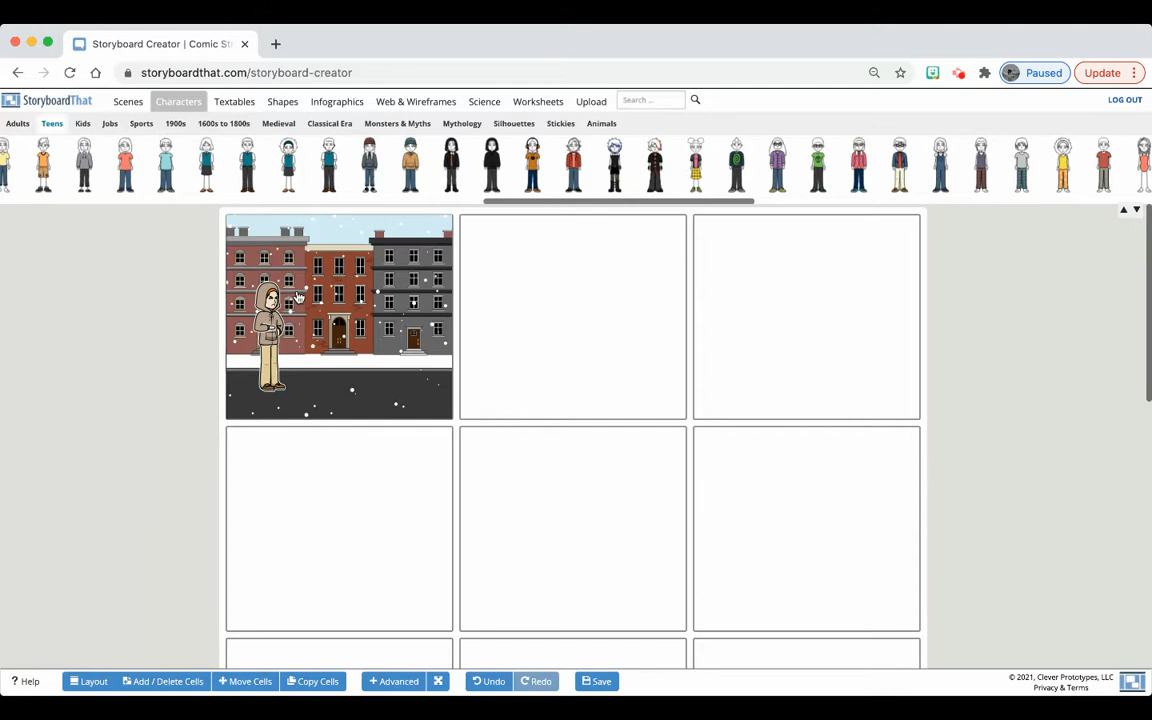 Storyboard Creator | Comic St
storyboardthat.com/storyboard-creator
Paused
Update
StoryboardThat
Scenes
Characters
Textables
Shapes
Infographics
Web & Wireframes
Science
Worksheets
Upload
Search ...
LOG OUT
Adults
Teens
Kids
Jobs
Sports
1900s
1600s to 1800s
Medieval
Classical Era
Monsters & Myths
Mythology
Silhouettes
Stickies
Animals
? Help
Layout
Add / Delete Cells
Move Cells
Copy Cells
Advanced
Undo
Redo
Save
© 2021, Clever Prototypes, LLC
Privacy & Terms